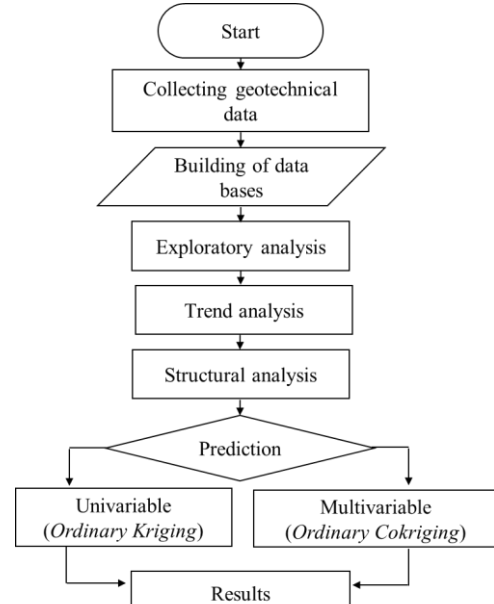 Start
Collecting geotechnical
data
Building of data
bases
Exploratory analysis
Trend analysis
Structural analysis
Prediction
Univariable
(Ordinary Kriging)
Multivariable
(Ordinary Cokriging)
Results